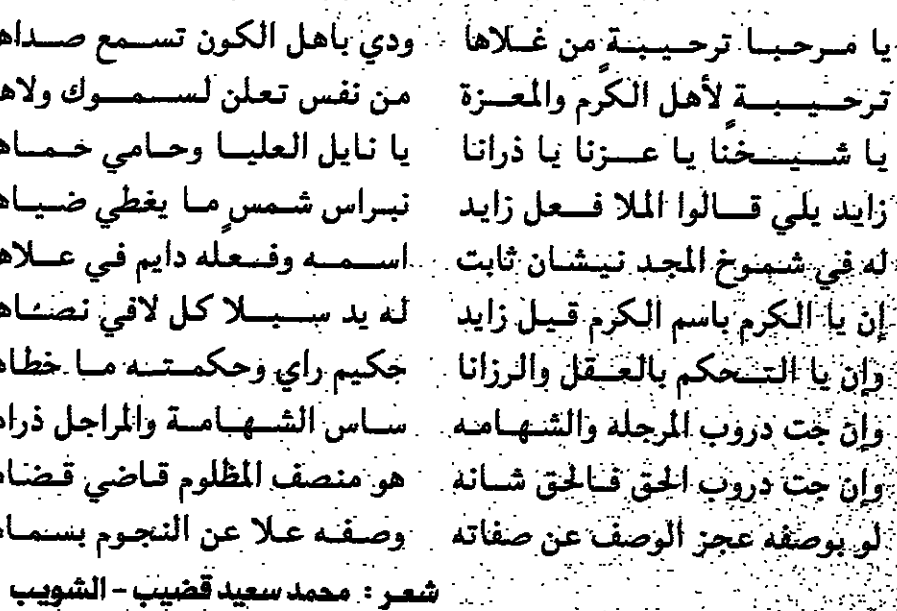 يا مرحبا ترحيبة من غلاها ودي باهل الكون تسمع صداها
ترحيبة لأهل الكرم والمعزة من نفس تعلن لسموك ولاها
يا شيخنا يا عزنا يا ذرانا يا نايل العليا وحامي حماها
زايد يلي قالوا الملا فعل زايد نبراس شمس ما يغطي ضياها
له في شموخ المجد نيشان ثابت اسمه وفعله دايم في علاها
إن يا الكرم باسم الكرم قيل زايد له يد سبلا كل لافي نصاها
وإن يا التحكم بالعقل والرزانا حكيم راي وحكمته ما خطاها
وإن جت دروب المرجله والشهامه ساس الشهامة والمراجل ذراها
وإن جت دروب الحق فالحق شانه هو منصف المظلوم قاضي قضاها
لو بوصفه عجز الوصف عن صفاته وصفه علا عن النجوم بسماها
شعر : محمد سعيد قضيب - الشويب